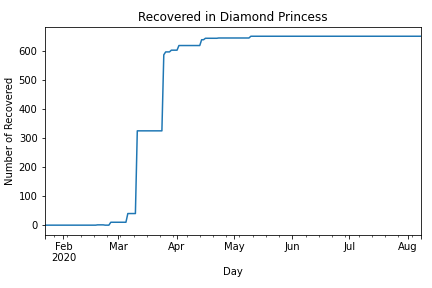 Recovered in Diamond Princess
Number of Recovered
600
500
400
300
200
100
0
Feb Mar Apr May Jun Jul Aug
2020
Day